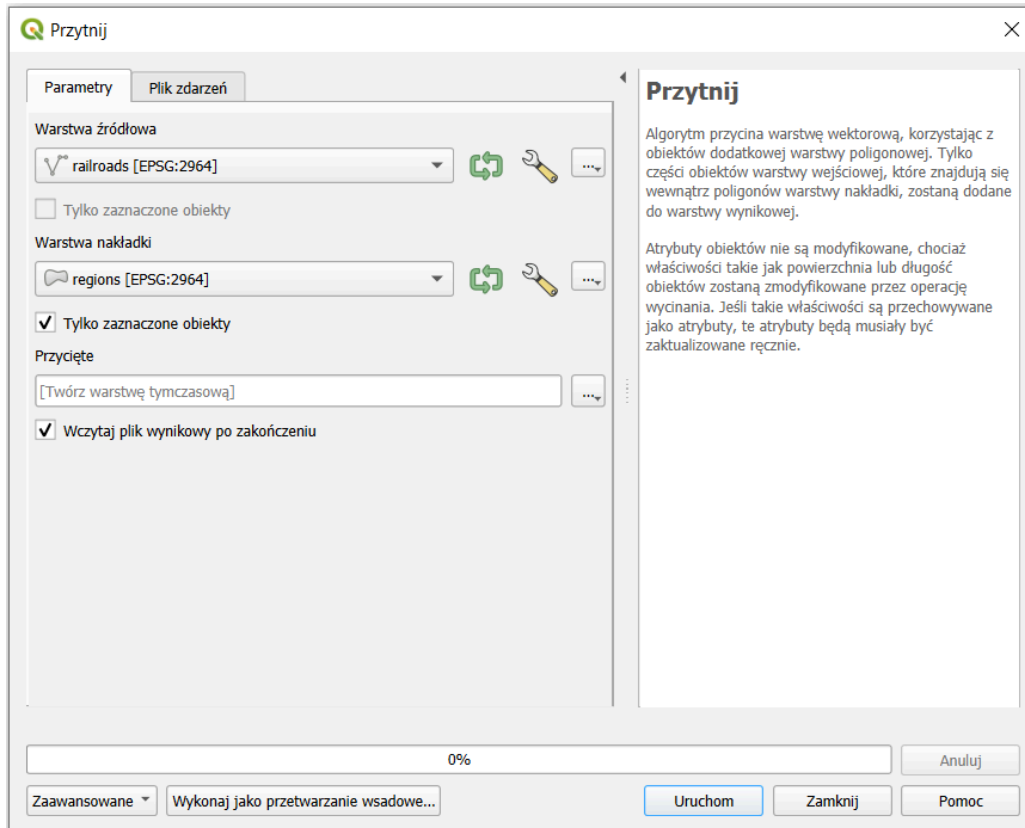 Przytnij
Parametry
Plik zdarzeń
Warstwa źródłowa
railroads [EPSG:2964]
...
Tylko zaznaczone obiekty
Warstwa nakładki
regions [EPSG:2964]
...
Tylko zaznaczone obiekty
Przycięte
[Twórz warstwę tymczasową]
...
Wczytaj plik wynikowy po zakończeniu
Przytnij
Algorytm przycina warstwę wektorową, korzystając z
obiektów dodatkowej warstwy poligonowej. Tylko
części obiektów warstwy wejściowej, które znajdują się
wewnątrz poligonów warstwy nakładki, zostaną dodane
do warstwy wynikowej.
Atrybuty obiektów nie są modyfikowane, chociaż
właściwości takie jak powierzchnia lub długość
obiektów zostaną zmodyfikowane przez operację
wycinania. Jeśli takie właściwości są przechowywane
jako atrybuty, te atrybuty będą musiały być
zaktualizowane ręcznie.
0%
Anuluj
Zaawansowane
Wykonaj jako przetwarzanie wsadowe...
Uruchom
Zamknij
Pomoc